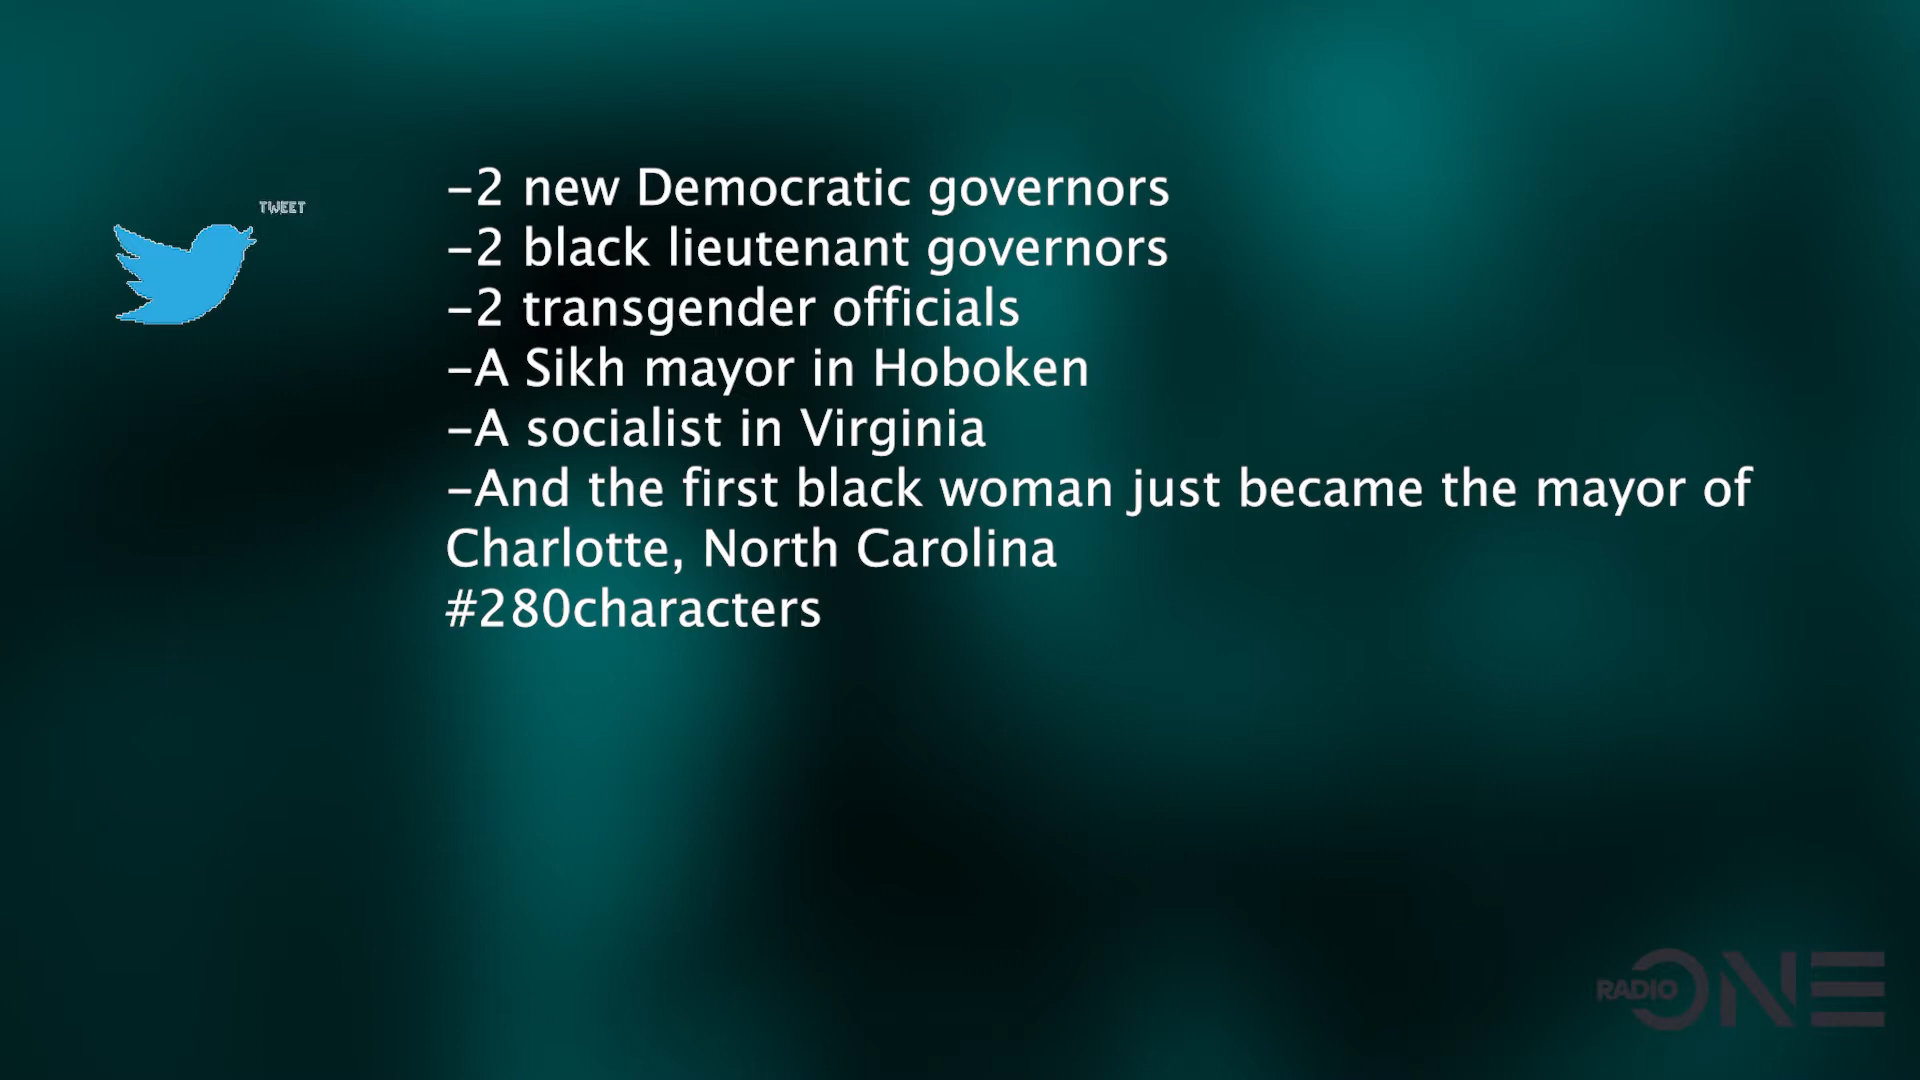 TWEET
-2 new Democratic governors
-2 black lieutenant governors
-2 transgender officials
-A Sikh mayor in Hoboken
-A socialist in Virginia
-And the first black woman just became the mayor of
Charlotte, North Carolina
#280characters
RADIO ONE